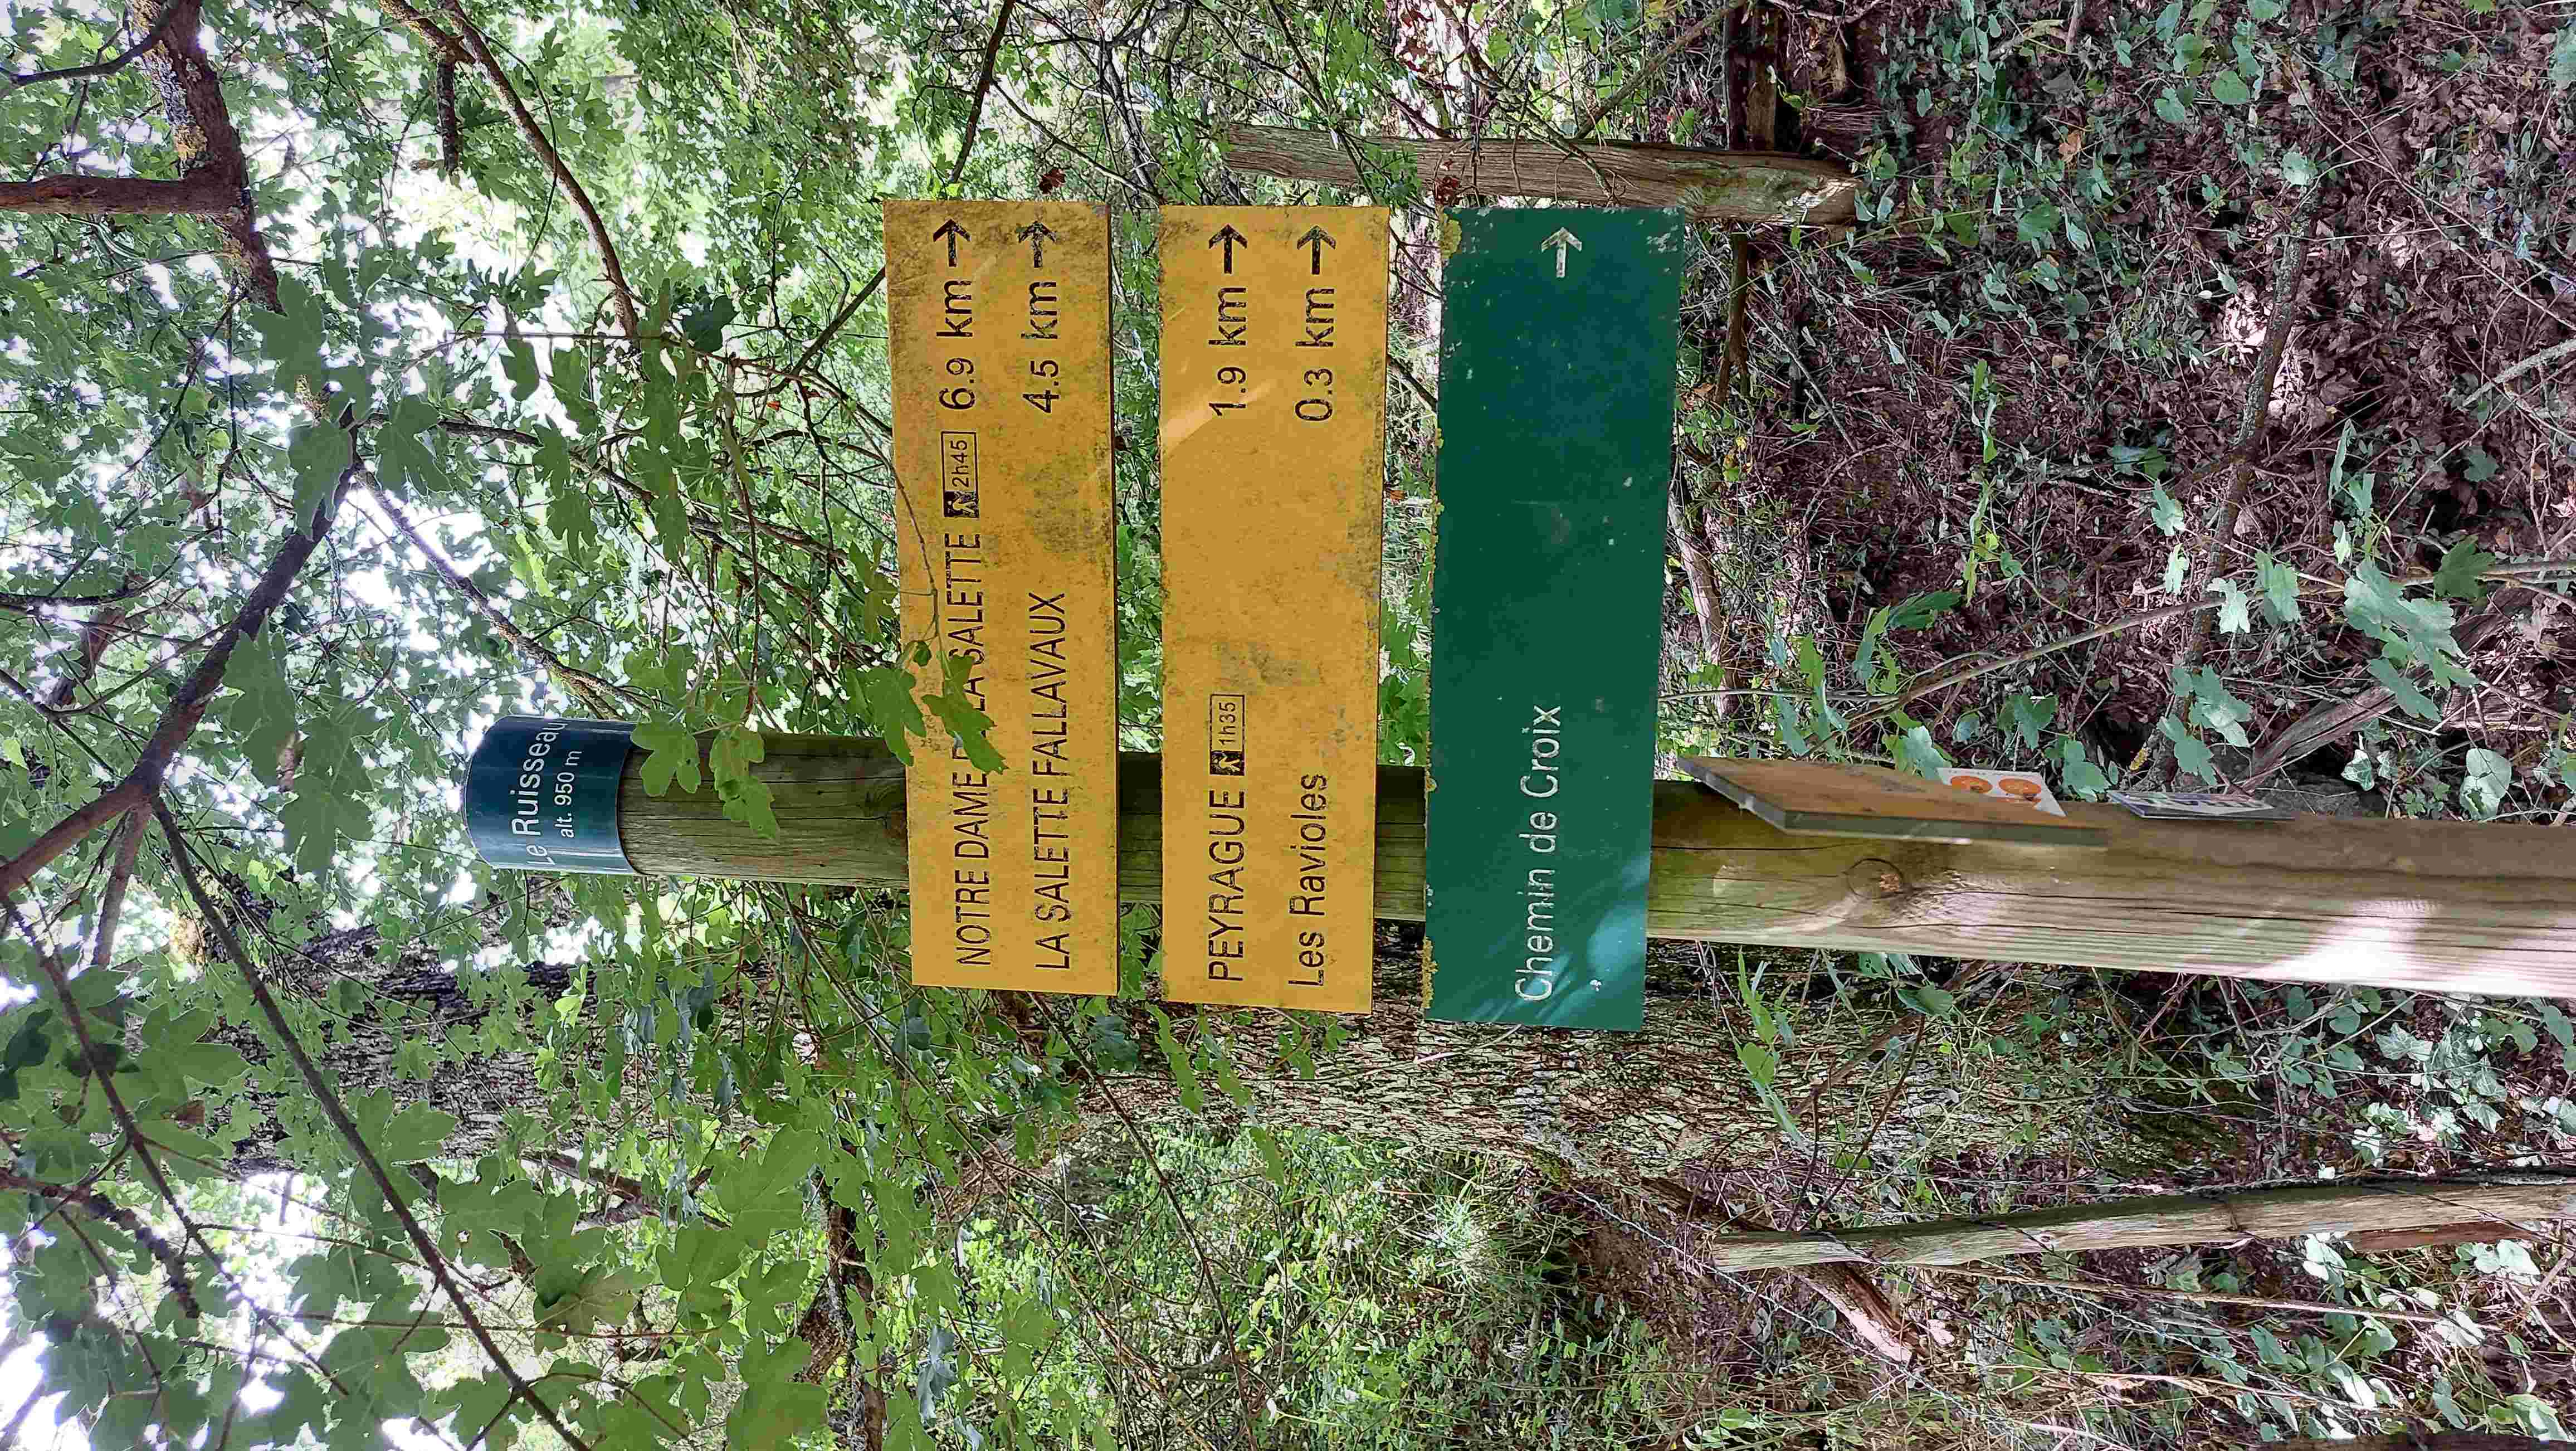 Le Ruisseau
alt. 950 m
NOTRE DAME LA SALETTE 2h45 6.9 km →
LA SALETTE FALLAVAUX 4.5 km →
PEYRAGUE 1h35 1.9 km →
Les Ravioles 0.3 km →
Chemin de Croix →